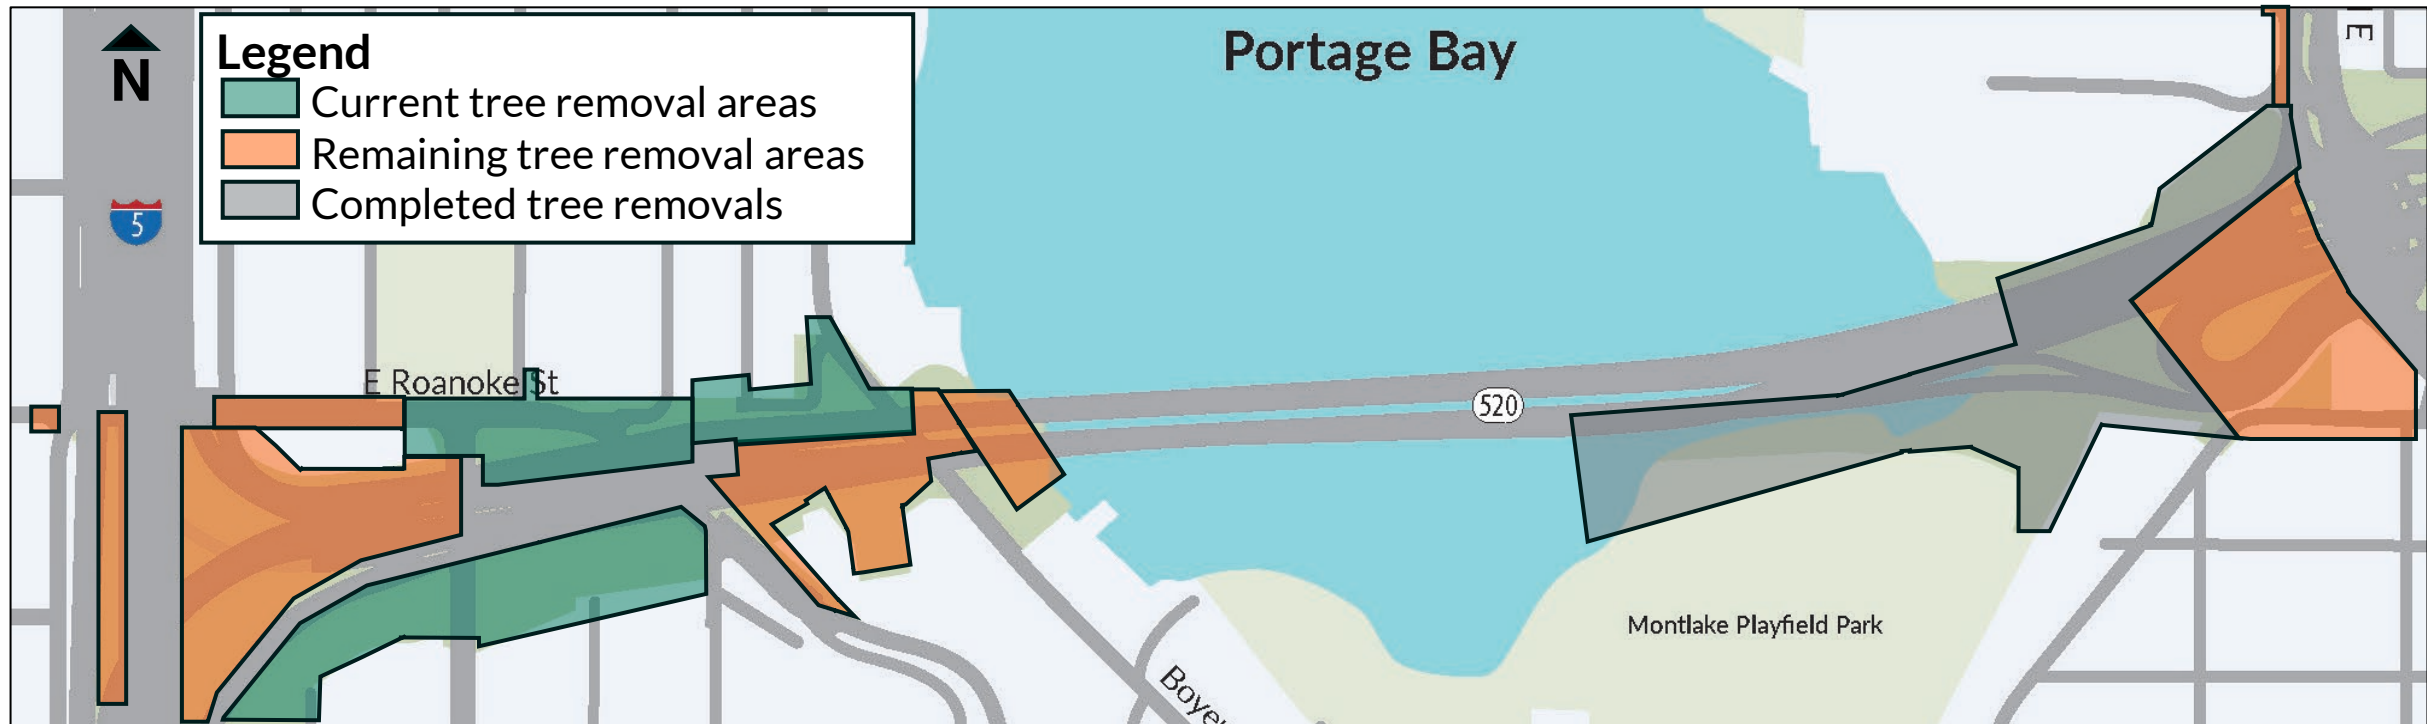 Legend
Current tree removal areas
Remaining tree removal areas
Completed tree removals
N
5
Portage Bay
E
E Roanoke St
520
Montlake Playfield Park